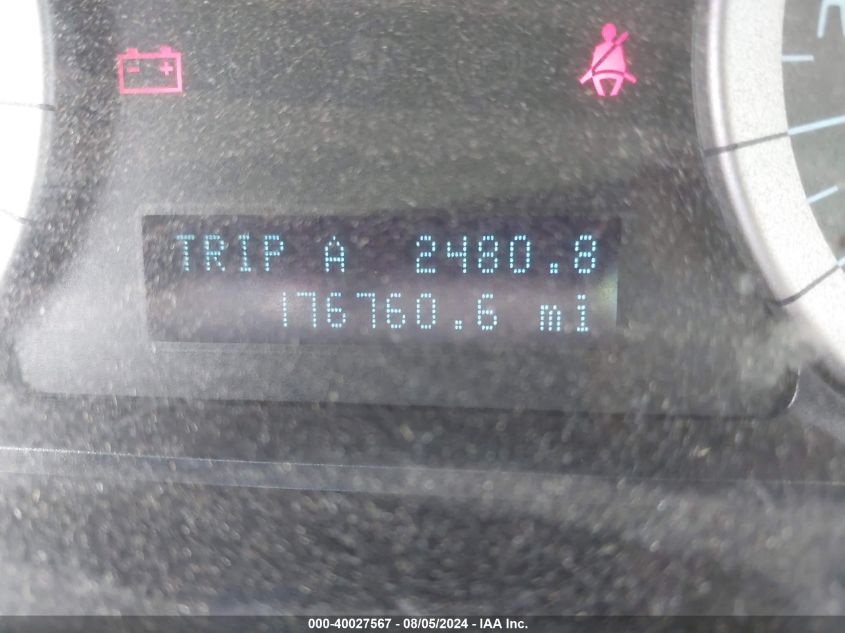 TRIP A 2480.8
176760.6 mi
000-40027567 - 08/05/2024 - IAA Inc.